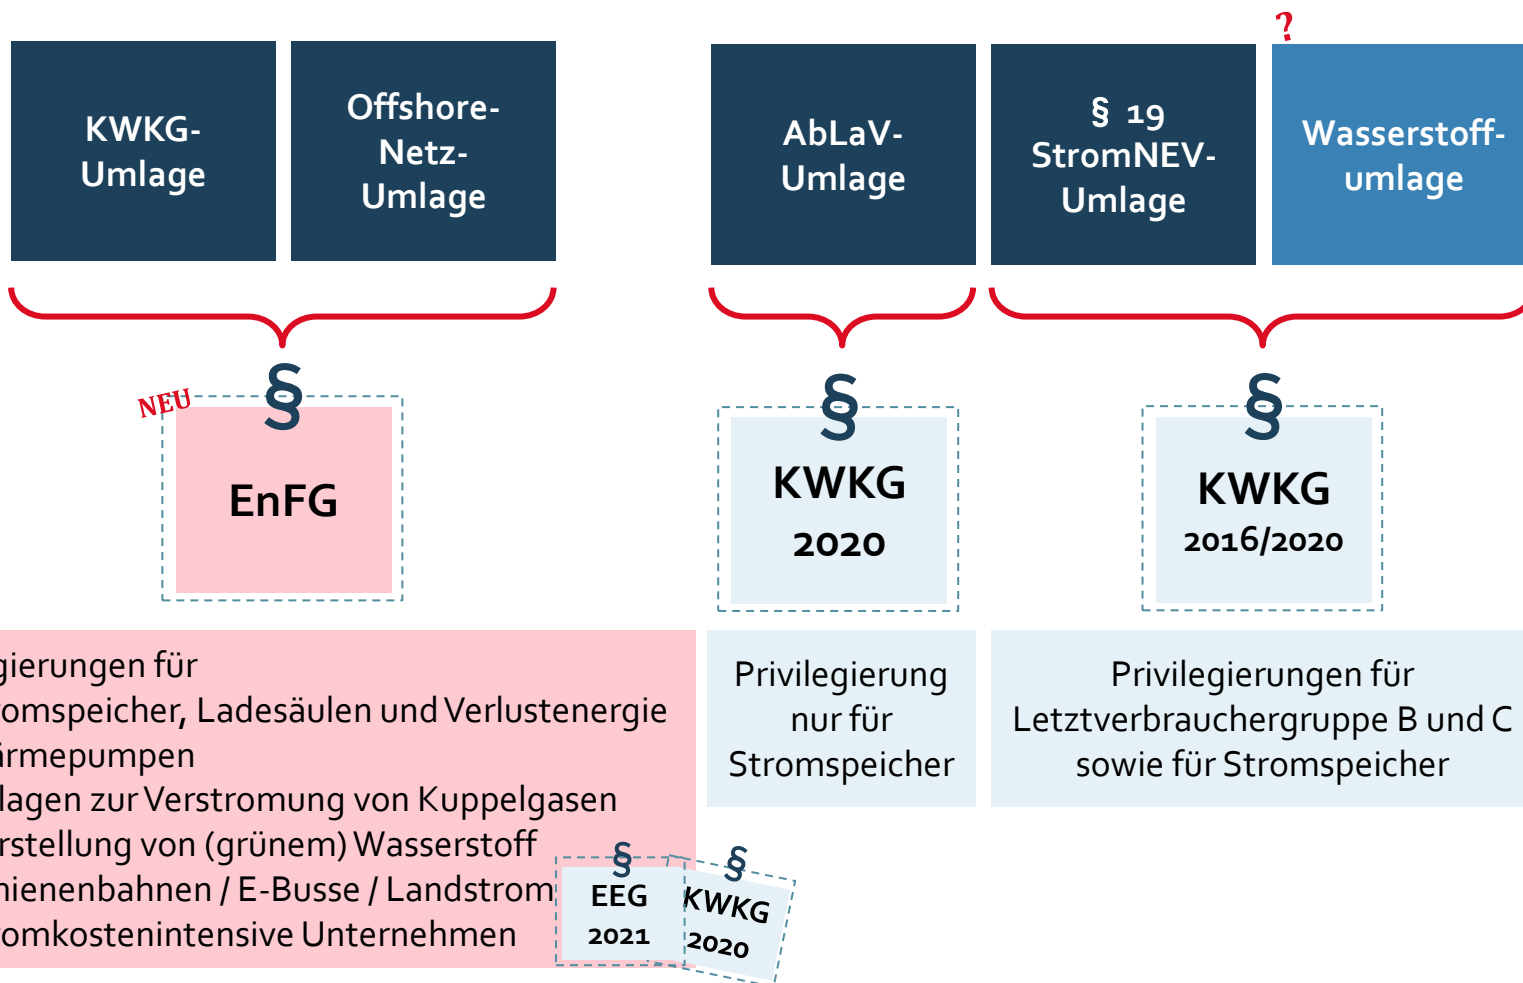 ?
KWKG-
Umlage
Offshore-
Netz-
Umlage
AbLaV-
Umlage
§ 19
StromNEV-
Umlage
Wasserstoff-
umlage
NEU
§
EnFG
§
KWKG
2020
§
KWKG
2016/2020
gierungen für
romspeicher, Ladesäulen und Verlustenergie
ärmepumpen
lagen zur Verstromung von Kuppelgasen
rstellung von (grünem) Wasserstoff
hienenbahnen / E-Busse / Landstrom
omkostenintensive Unternehmen
Privilegierung
nur für
Stromspeicher
Privilegierungen für
Letztverbrauchergruppe B und C
sowie für Stromspeicher
§
EEG
2021
§
KWKG
2020